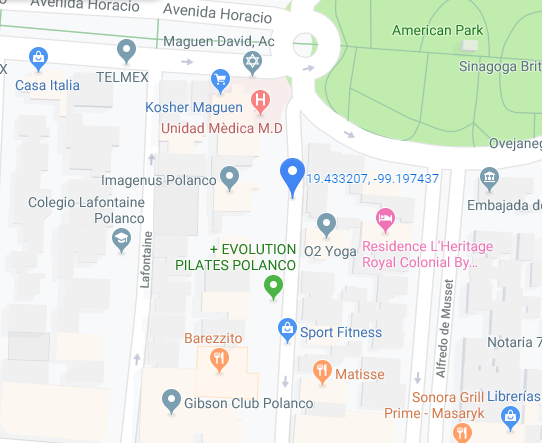 Avenida Horacio
Avenida Horacio
American Park
Maguen David, Ac
TELMEX
X
Casa Italia
Sinagoga Brit
Kosher Maguen
Unidad Mèdica M.D
Ovejaneg
Imagenus Polanco
19.433207, -99.197437
Colegio Lafontaine
Polanco
Embajada de
Lafontaine
O2 Yoga
Residence L'Heritage
Royal Colonial By...
+ EVOLUTION
PILATES POLANCO
Alfredo de Musset
Sport Fitness
Barezzito
Notaria 7
Matisse
Gibson Club Polanco
Sonora Grill
Prime - Masaryk
Librerías